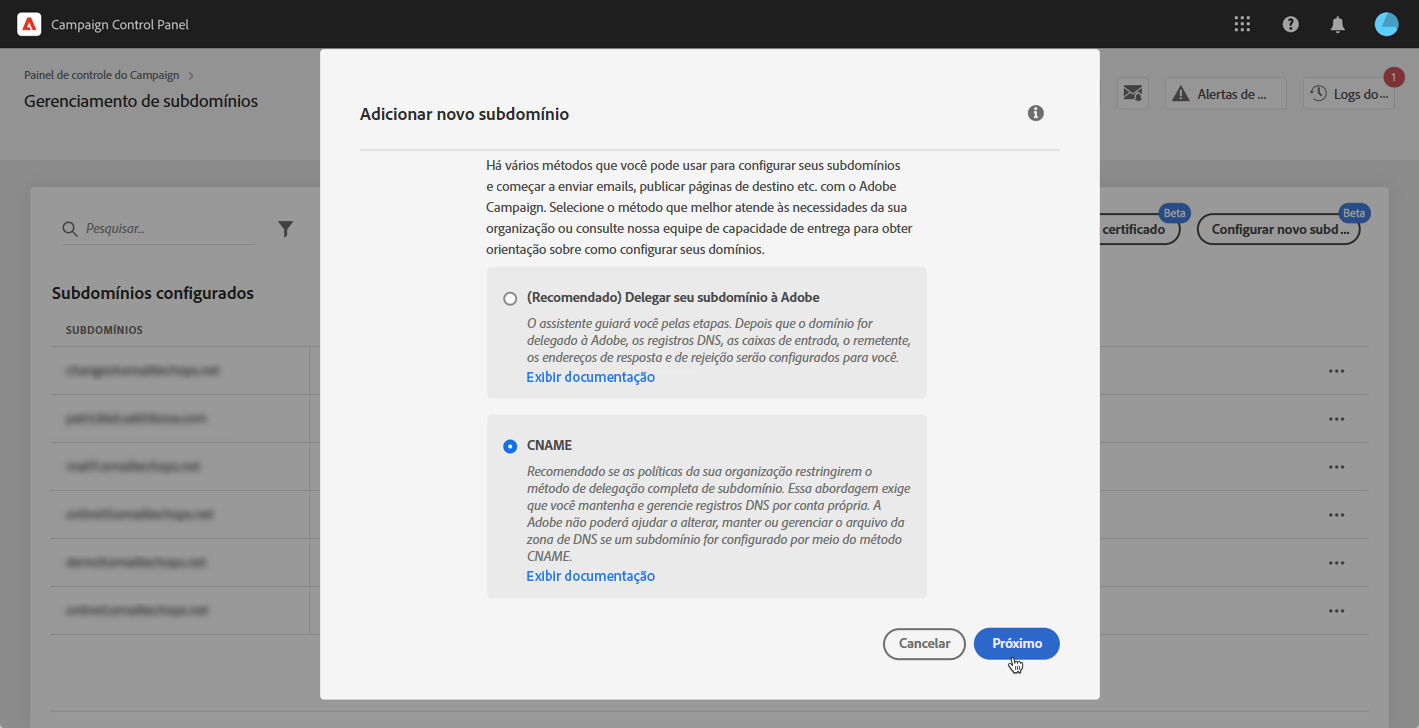 Campaign Control Panel
Painel de controle do Campaign
Gerenciamento de subdomínios
Alertas de ...
Logs do...
1
Adicionar novo subdomínio
Há vários métodos que você pode usar para configurar seus subdomínios
e começar a enviar emails, publicar páginas de destino etc. com o Adobe
Campaign. Selecione o método que melhor atende às necessidades da sua
organização ou consulte nossa equipe de capacidade de entrega para obter
orientação sobre como configurar seus domínios.
Pesquisar...
certificado
Beta
Configurar novo subd...
Beta
(Recomendado) Delegar seu subdomínio à Adobe
O assistente guiará você pelas etapas. Depois que o domínio for
delegado à Adobe, os registros DNS, as caixas de entrada, o remetente,
os endereços de resposta e de rejeição serão configurados para você.
Exibir documentação
Subdomínios configurados
SUBDOMÍNIOS
CNAME
Recomendado se as políticas da sua organização restringirem o
método de delegação completa de subdomínio. Essa abordagem exige
que você mantenha e gerencie registros DNS por conta própria. A
Adobe não poderá ajudar a alterar, manter ou gerenciar o arquivo da
zona de DNS se um subdomínio for configurado por meio do método
CNAME.
Exibir documentação
Cancelar
Próximo